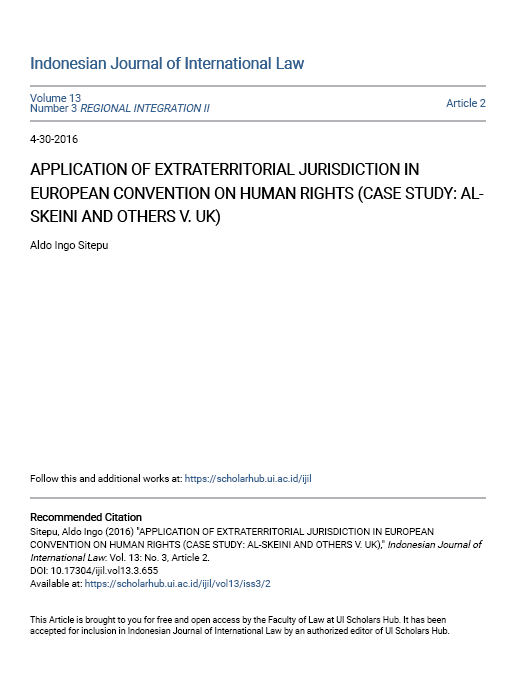 Indonesian Journal of International Law
Volume 13
Number 3 REGIONAL INTEGRATION II
Article 2
4-30-2016
APPLICATION OF EXTRATERRITORIAL JURISDICTION IN
EUROPEAN CONVENTION ON HUMAN RIGHTS (CASE STUDY: AL-
SKEINI AND OTHERS V. UK)
Aldo Ingo Sitepu
Follow this and additional works at: https://scholarhub.ui.ac.id/ijil
Recommended Citation
Sitepu, Aldo Ingo (2016) "APPLICATION OF EXTRATERRITORIAL JURISDICTION IN EUROPEAN
CONVENTION ON HUMAN RIGHTS (CASE STUDY: AL-SKEINI AND OTHERS V. UK)," Indonesian Journal of
International Law: Vol. 13: No. 3, Article 2.
DOI: 10.17304/ijil.vol13.3.655
Available at: https://scholarhub.ui.ac.id/ijil/vol13/iss3/2
This Article is brought to you for free and open access by the Faculty of Law at UI Scholars Hub. It has been
accepted for inclusion in Indonesian Journal of International Law by an authorized editor of UI Scholars Hub.